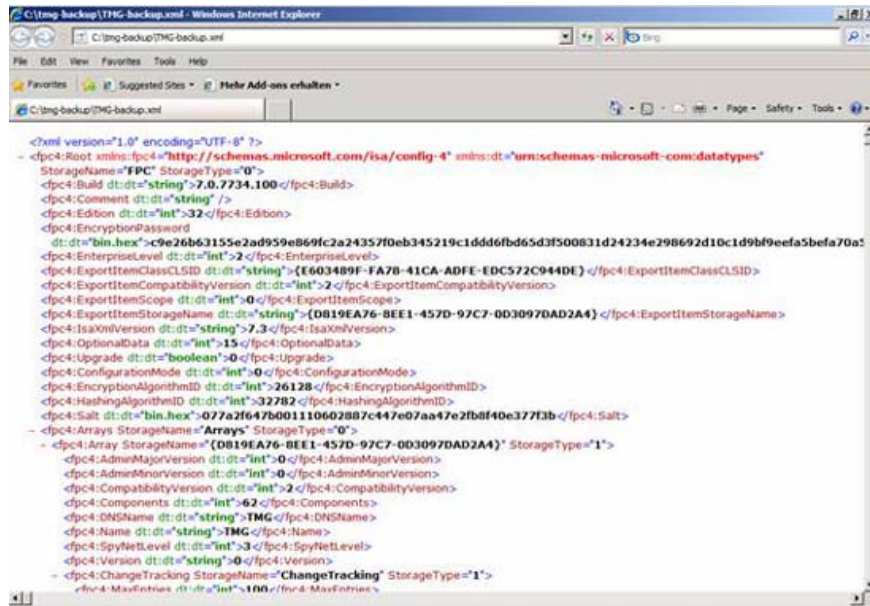 C:\tmg-backup\TMG-backup.xml - Windows Internet Explorer
C:\tmg-backup\TMG-backup.xml
Bing
File Edit View Favorites Tools Help
Favorites Suggested Sites Mehr Add-ons erhalten
C:\tmg-backup\TMG-backup.xml Page Safety Tools
<?xml version="1.0" encoding="UTF-8" ?>
- <fpc4:Root xmlns:fpc4="http://schemas.microsoft.com/isa/config-4" xmlns:dt="urn:schemas-microsoft-com:datatypes"
StorageName="FPC" StorageType="0">
<fpc4:Build dt:dt="string">7.0.7734.100</fpc4:Build>
<fpc4:Comment dt:dt="string" />
<fpc4:Edition dt:dt="int">32</fpc4:Edition>
<fpc4:EncryptionPassword
dt:dt="bin.hex">c9e26b63155e2ad959e869fc2a24357f0eb345219c1ddd6fbd65d3f500831d24234e298692d10c1d9bf9eefa5befa70a5
<fpc4:EnterpriseLevel dt:dt="int">2</fpc4:EnterpriseLevel>
<fpc4:ExportItemClassCLSID dt:dt="string">{E603489F-FA78-41CA-ADFE-EDC572C944DE}</fpc4:ExportItemClassCLSID>
<fpc4:ExportItemCompatibilityVersion dt:dt="int">2</fpc4:ExportItemCompatibilityVersion>
<fpc4:ExportItemScope dt:dt="int">0</fpc4:ExportItemScope>
<fpc4:ExportItemStorageName dt:dt="string">{D819EA76-8EE1-457D-97C7-0D3097DAD2A4}</fpc4:ExportItemStorageName>
<fpc4:IsaXmlVersion dt:dt="string">7.3</fpc4:IsaXmlVersion>
<fpc4:OptionalData dt:dt="int">15</fpc4:OptionalData>
<fpc4:Upgrade dt:dt="boolean">0</fpc4:Upgrade>
<fpc4:ConfigurationMode dt:dt="int">0</fpc4:ConfigurationMode>
<fpc4:EncryptionAlgorithmID dt:dt="int">26128</fpc4:EncryptionAlgorithmID>
<fpc4:HashingAlgorithmID dt:dt="int">32782</fpc4:HashingAlgorithmID>
<fpc4:Salt dt:dt="bin.hex">077a2f647b001110602887c447e07aa47e2fb8f40e377f3b</fpc4:Salt>
- <fpc4:Arrays StorageName="Arrays" StorageType="0">
- <fpc4:Array StorageName="{D819EA76-8EE1-457D-97C7-0D3097DAD2A4}" StorageType="1">
<fpc4:AdminMajorVersion dt:dt="int">0</fpc4:AdminMajorVersion>
<fpc4:AdminMinorVersion dt:dt="int">0</fpc4:AdminMinorVersion>
<fpc4:CompatibilityVersion dt:dt="int">2</fpc4:CompatibilityVersion>
<fpc4:Components dt:dt="int">62</fpc4:Components>
<fpc4:DNSName dt:dt="string">TMG</fpc4:DNSName>
<fpc4:Name dt:dt="string">TMG</fpc4:Name>
<fpc4:SpyNetLevel dt:dt="int">3</fpc4:SpyNetLevel>
<fpc4:Version dt:dt="string">0</fpc4:Version>
- <fpc4:ChangeTracking StorageName="ChangeTracking" StorageType="1">
<fpc4:MaxEntries dt:dt="int">100</fpc4:MaxEntries>